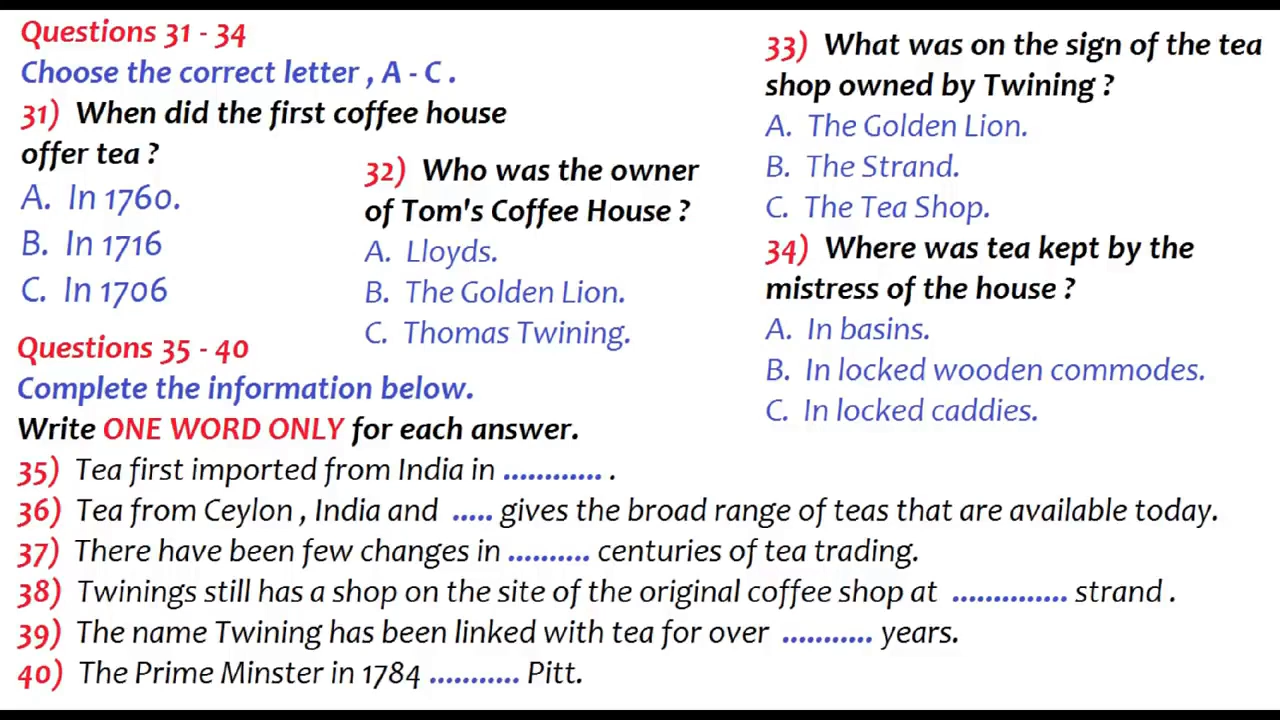 Questions 31 - 34
Choose the correct letter , A - C .
31) When did the first coffee house
offer tea ?
A. In 1760.
B. In 1716
C. In 1706
32) Who was the owner
of Tom's Coffee House ?
A. Lloyds.
B. The Golden Lion.
C. Thomas Twining.
33) What was on the sign of the tea
shop owned by Twining ?
A. The Golden Lion.
B. The Strand.
C. The Tea Shop.
34) Where was tea kept by the
mistress of the house ?
A. In basins.
B. In locked wooden commodes.
C. In locked caddies.
Questions 35 - 40
Complete the information below.
Write ONE WORD ONLY for each answer.
35) Tea first imported from India in ............ .
36) Tea from Ceylon , India and ..... gives the broad range of teas that are available today.
37) There have been few changes in .......... centuries of tea trading.
38) Twinings still has a shop on the site of the original coffee shop at .............. strand .
39) The name Twining has been linked with tea for over ........... years.
40) The Prime Minster in 1784 ........... Pitt.